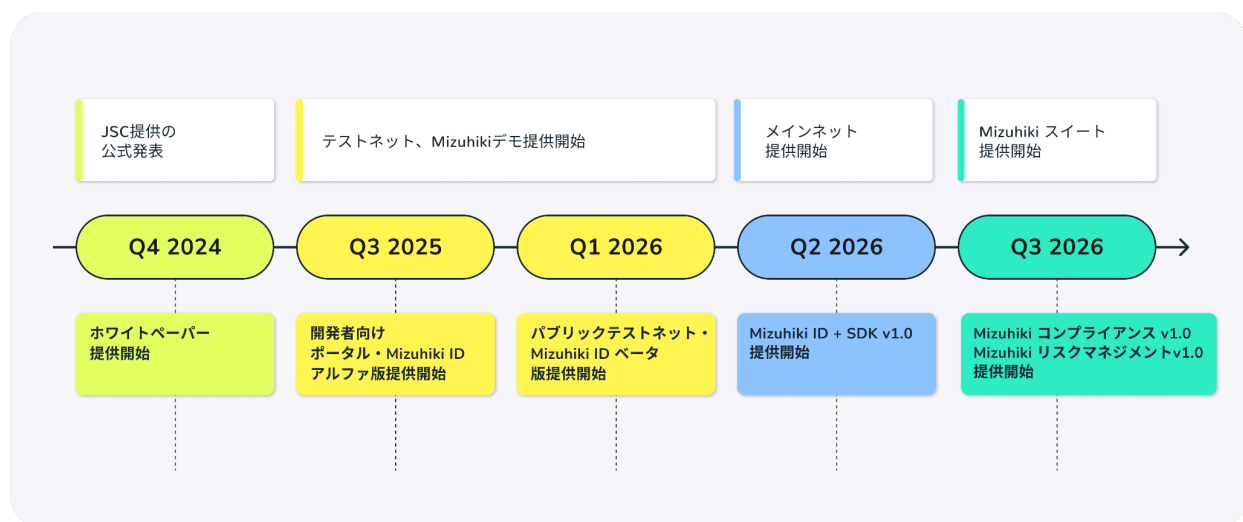 JSC提供の
公式発表
テストネット、Mizuhikiデモ提供開始
メインネット
提供開始
Mizuhiki スイート
提供開始
Q4 2024
Q3 2025
Q1 2026
Q2 2026
Q3 2026
ホワイトペーパー
提供開始
開発者向け
ポータル・Mizuhiki ID
アルファ版提供開始
パブリックテストネット・
Mizuhiki ID ベータ
版提供開始
Mizuhiki ID + SDK v1.0
提供開始
Mizuhiki コンプライアンス v1.0
Mizuhiki リスクマネジメントv1.0
提供開始